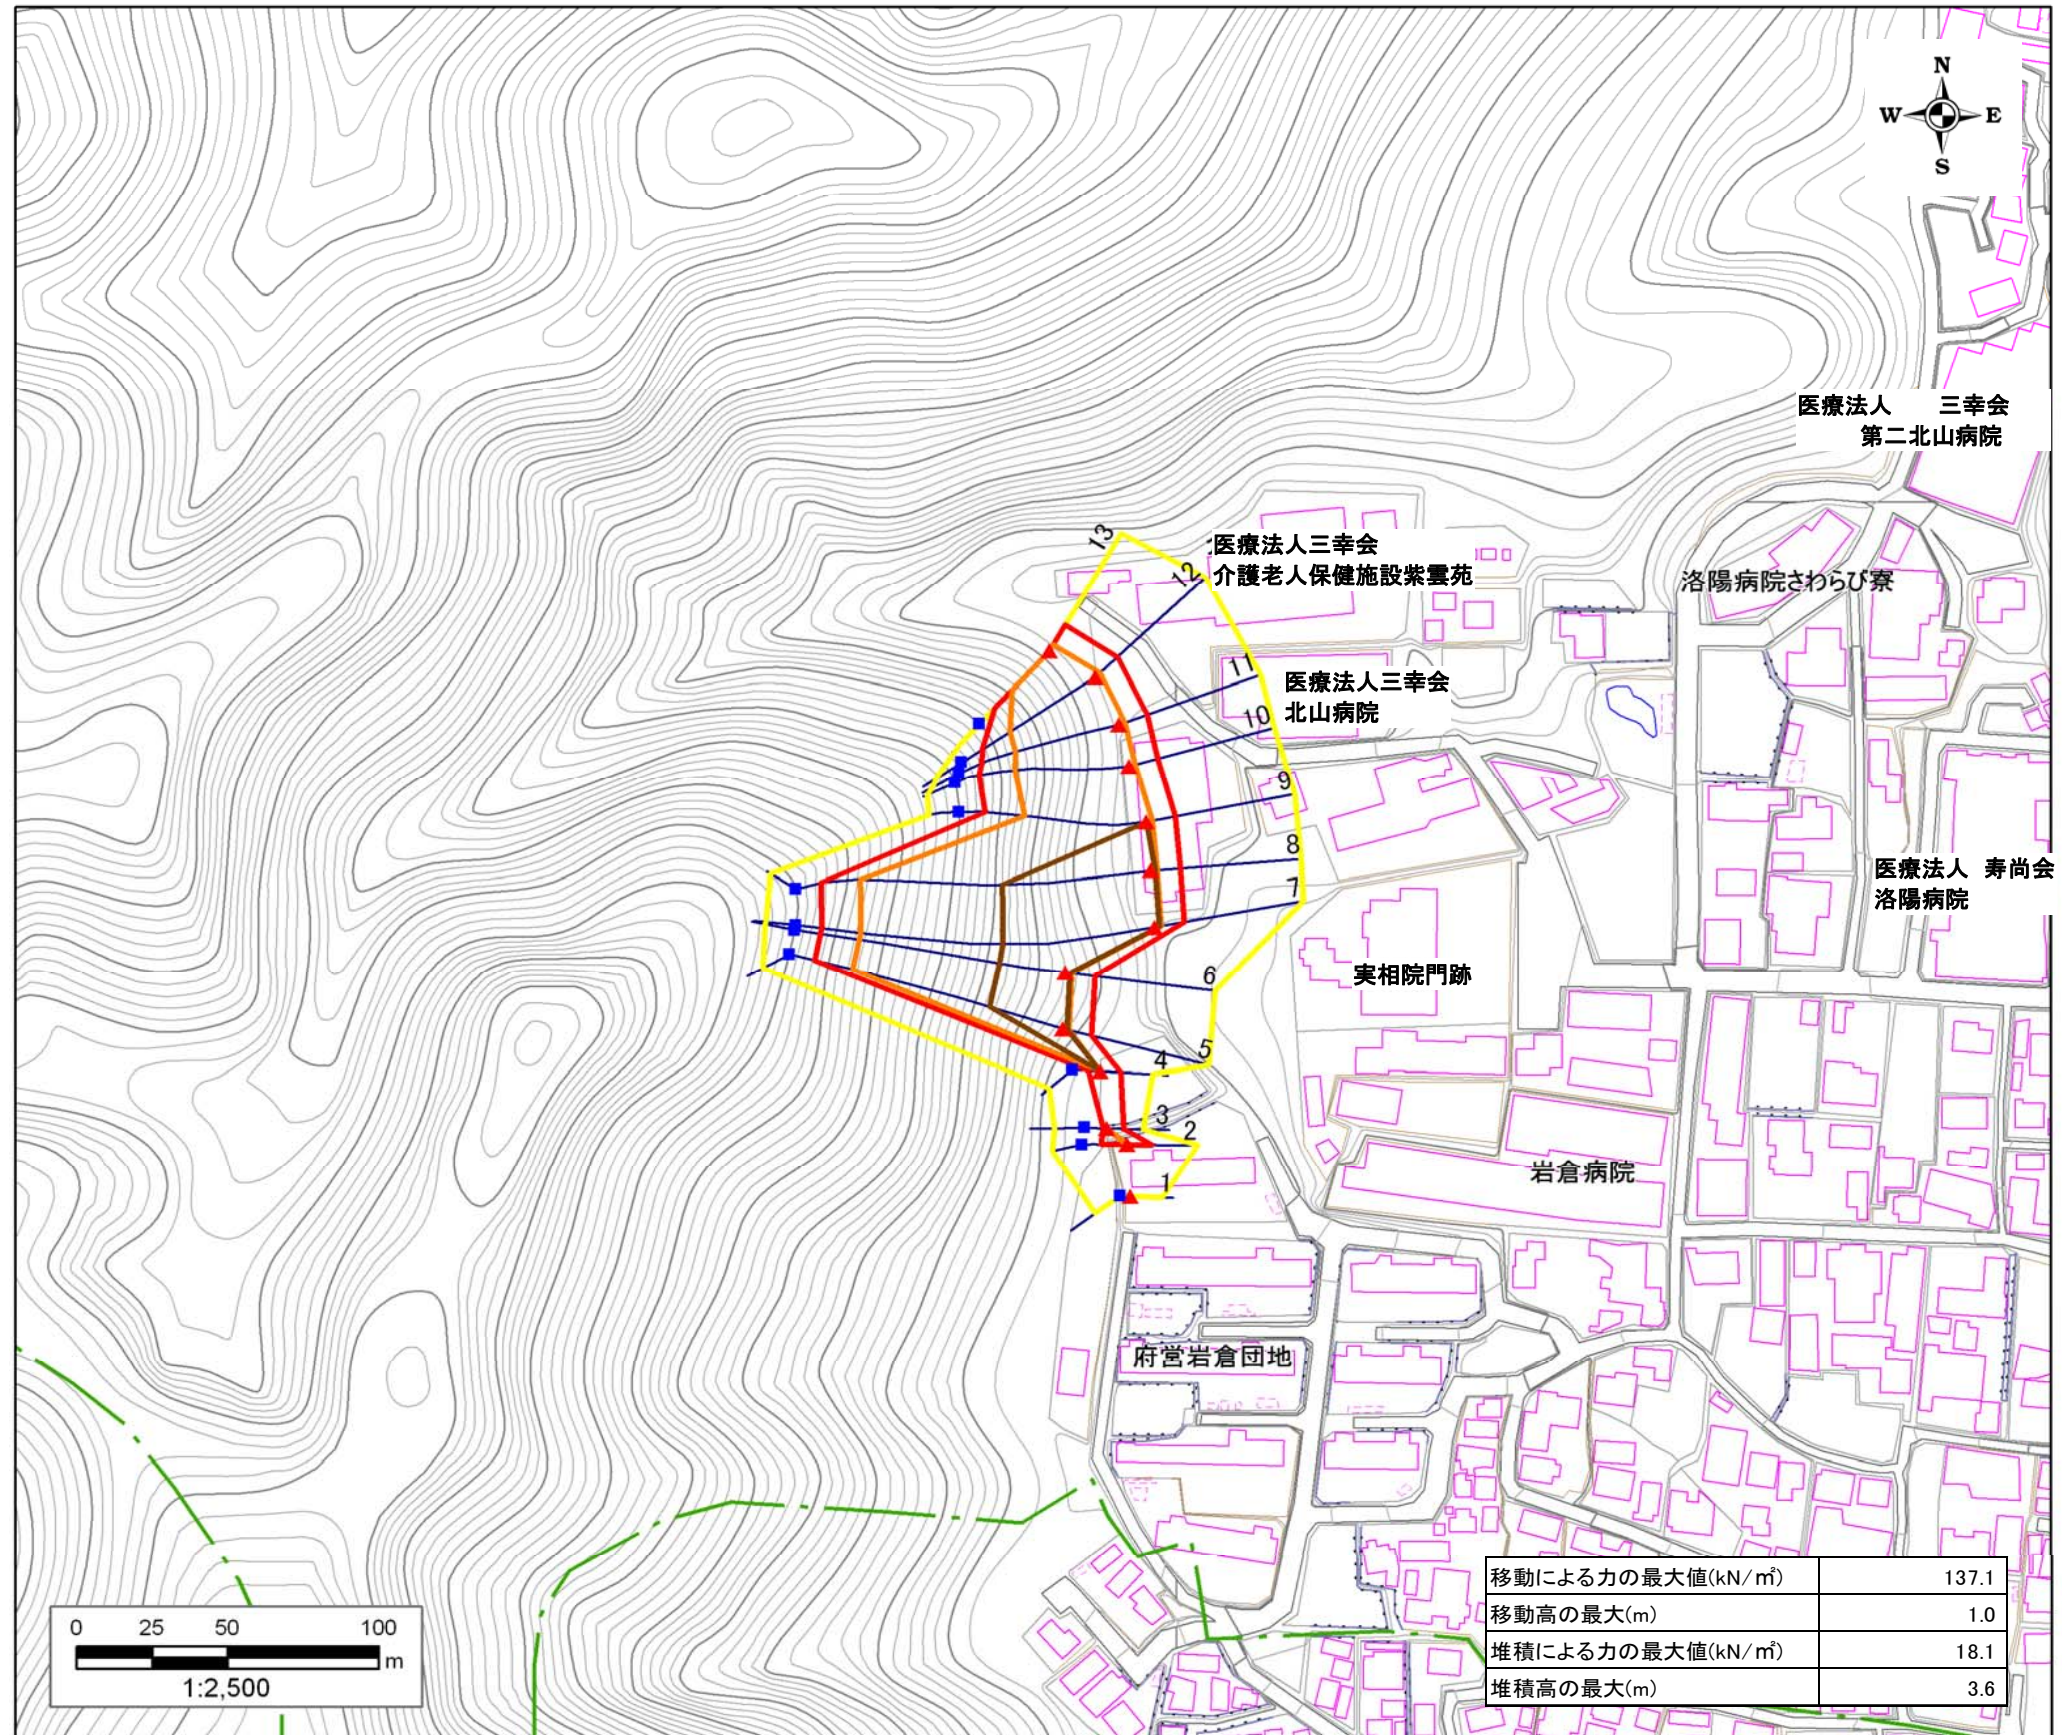 N
W E
S
医療法人 三幸会
第二北山病院
13
12
医療法人三幸会
介護老人保健施設紫雲苑
洛陽病院さわらび寮
11
医療法人三幸会
北山病院
10
9
8
7
医療法人 寿尚会
洛陽病院
6
実相院門跡
5
4
3
2
1
岩倉病院
府営岩倉団地
移動による力の最大値(kN/㎡) 137.1
移動高の最大(m) 1.0
堆積による力の最大値(kN/㎡) 18.1
堆積高の最大(m) 3.6
0 25 50 100
m
1:2,500